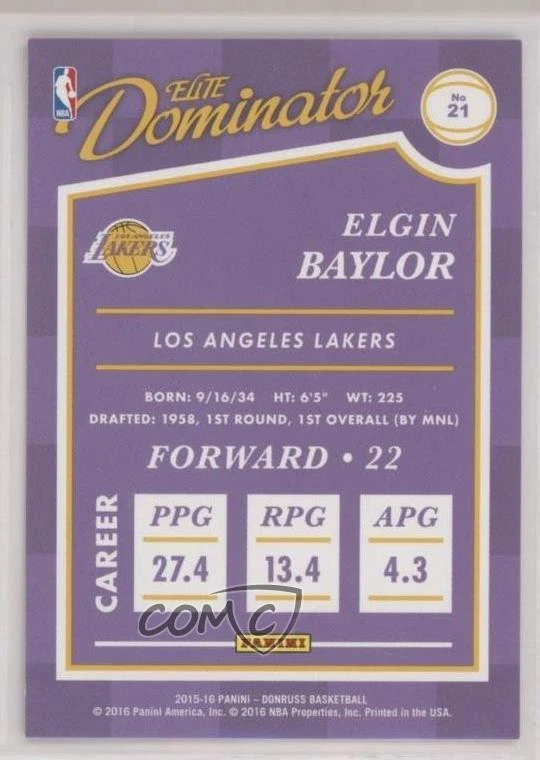 NBA
ELITE
Dominator
No
21
LOS ANGELES
LAKERS
ELGIN
BAYLOR
LOS ANGELES LAKERS
BORN: 9/16/34 HT: 6'5" WT: 225
DRAFTED: 1958, 1ST ROUND, 1ST OVERALL (BY MNL)
FORWARD • 22
CAREER
PPG RPG APG
27.4 13.4 4.3
COMC
PANINI
2015-16 PANINI – DONRUSS BASKETBALL
© 2016 Panini America, Inc. © 2016 NBA Properties, Inc. Printed in the USA.